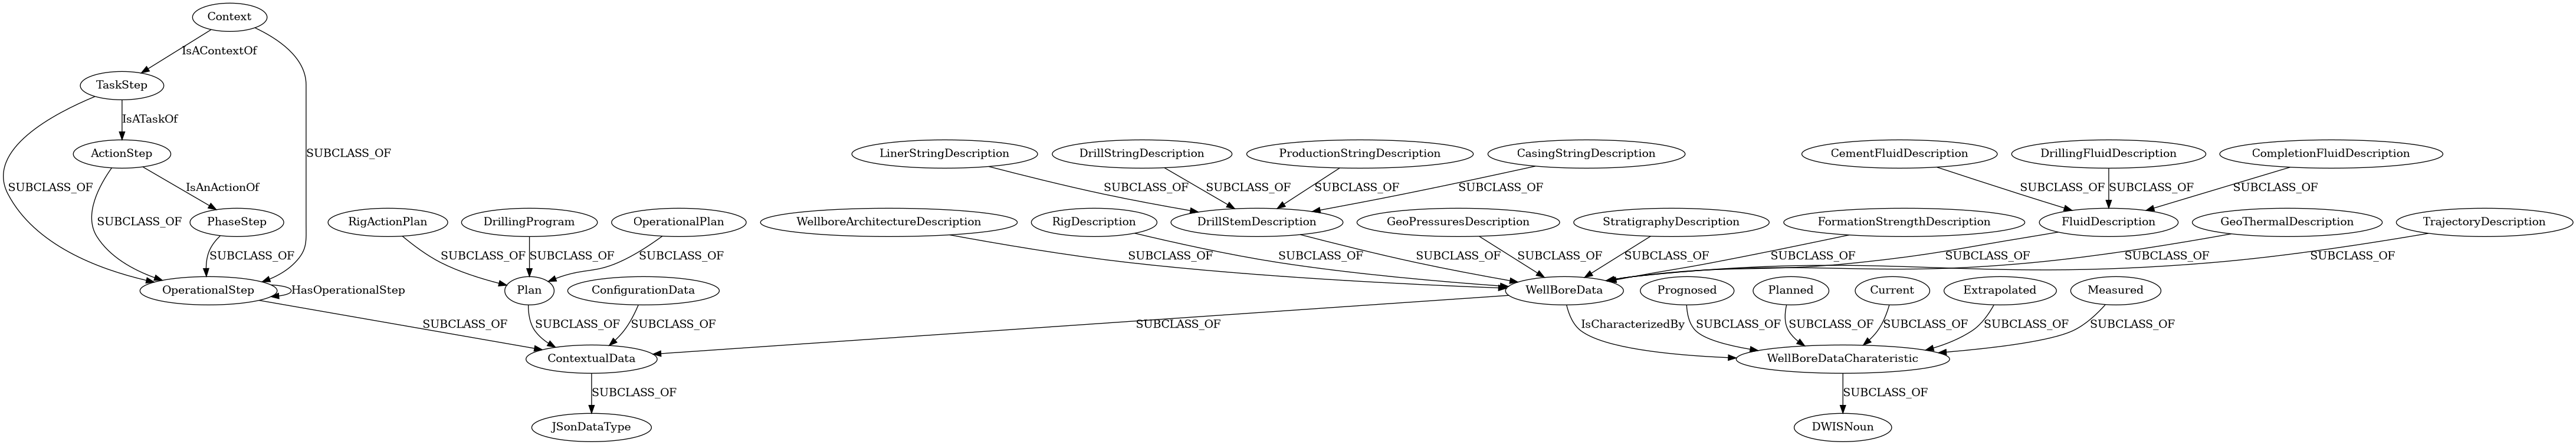 Context
IsAContextOf
TaskStep
IsATaskOf
ActionStep
LinerStringDescription
DrillStringDescription
ProductionStringDescription
CasingStringDescription
CementFluidDescription
DrillingFluidDescription
CompletionFluidDescription
SUBCLASS_OF
SUBCLASS_OF
IsAnActionOf
SUBCLASS_OF
SUBCLASS_OF
SUBCLASS_OF
SUBCLASS_OF
SUBCLASS_OF
SUBCLASS_OF
SUBCLASS_OF
SUBCLASS_OF
PhaseStep
RigActionPlan
DrillingProgram
OperationalPlan
WellboreArchitectureDescription
RigDescription
DrillStemDescription
GeoPressuresDescription
StratigraphyDescription
FormationStrengthDescription
FluidDescription
GeoThermalDescription
TrajectoryDescription
SUBCLASS_OF
SUBCLASS_OF
SUBCLASS_OF
SUBCLASS_OF
SUBCLASS_OF
SUBCLASS_OF
SUBCLASS_OF
SUBCLASS_OF
SUBCLASS_OF
SUBCLASS_OF
SUBCLASS_OF
SUBCLASS_OF
SUBCLASS_OF
OperationalStep
HasOperationalStep
Plan
ConfigurationData
WellBoreData
Prognosed
Planned
Current
Extrapolated
Measured
SUBCLASS_OF
SUBCLASS_OF
SUBCLASS_OF
SUBCLASS_OF
IsCharacterizedBy
SUBCLASS_OF
SUBCLASS_OF
SUBCLASS_OF
SUBCLASS_OF
SUBCLASS_OF
ContextualData
WellBoreDataCharateristic
SUBCLASS_OF
SUBCLASS_OF
JSonDataType
DWISNoun